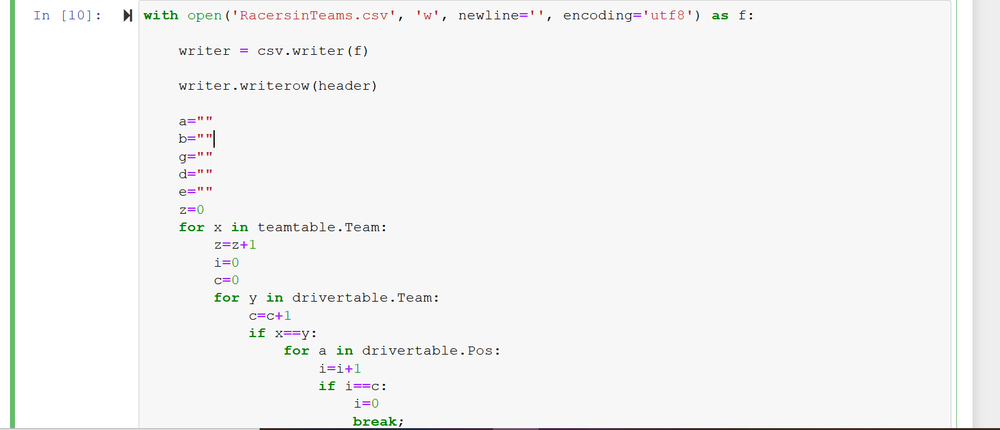 In [10]: with open('RacersinTeams.csv', 'w', newline='', encoding='utf8') as f:
writer = csv.writer(f)
writer.writerow(header)
a=""
b=""
g=""
d=""
e=""
z=0
for x in teamtable.Team:
z=z+1
i=0
c=0
for y in drivertable.Team:
c=c+1
if x==y:
for a in drivertable.Pos:
i=i+1
if i==c:
i=0
break;